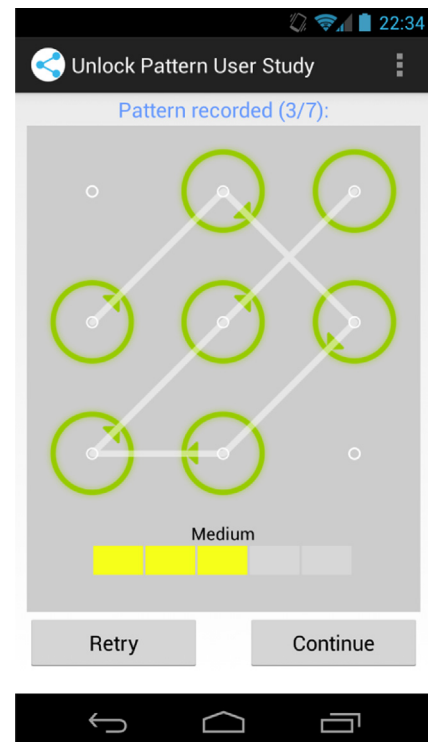 22:34
Unlock Pattern User Study
Pattern recorded (3/7):
Medium
Retry
Continue